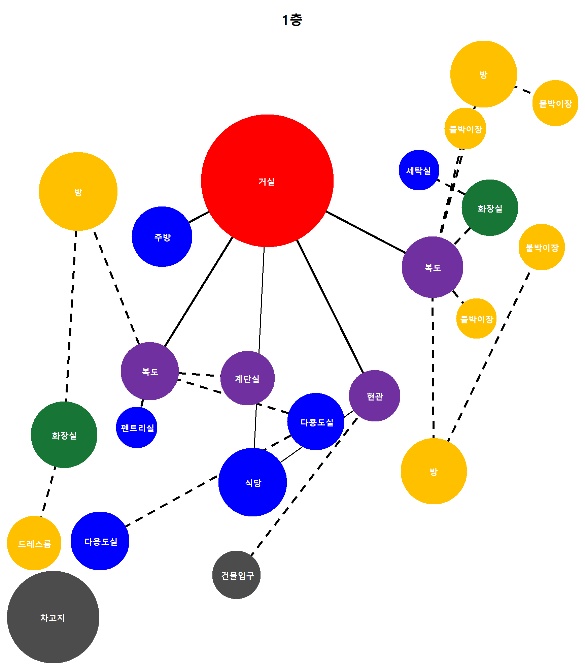 1층
방
붙박이장
붙박이장
거실
세탁실
방
화장실
주방
붙박이장
복도
붙박이장
복도
계단실
현관
펜트리실
다용도실
화장실
방
식당
드레스룸
다용도실
건물입구
차고지